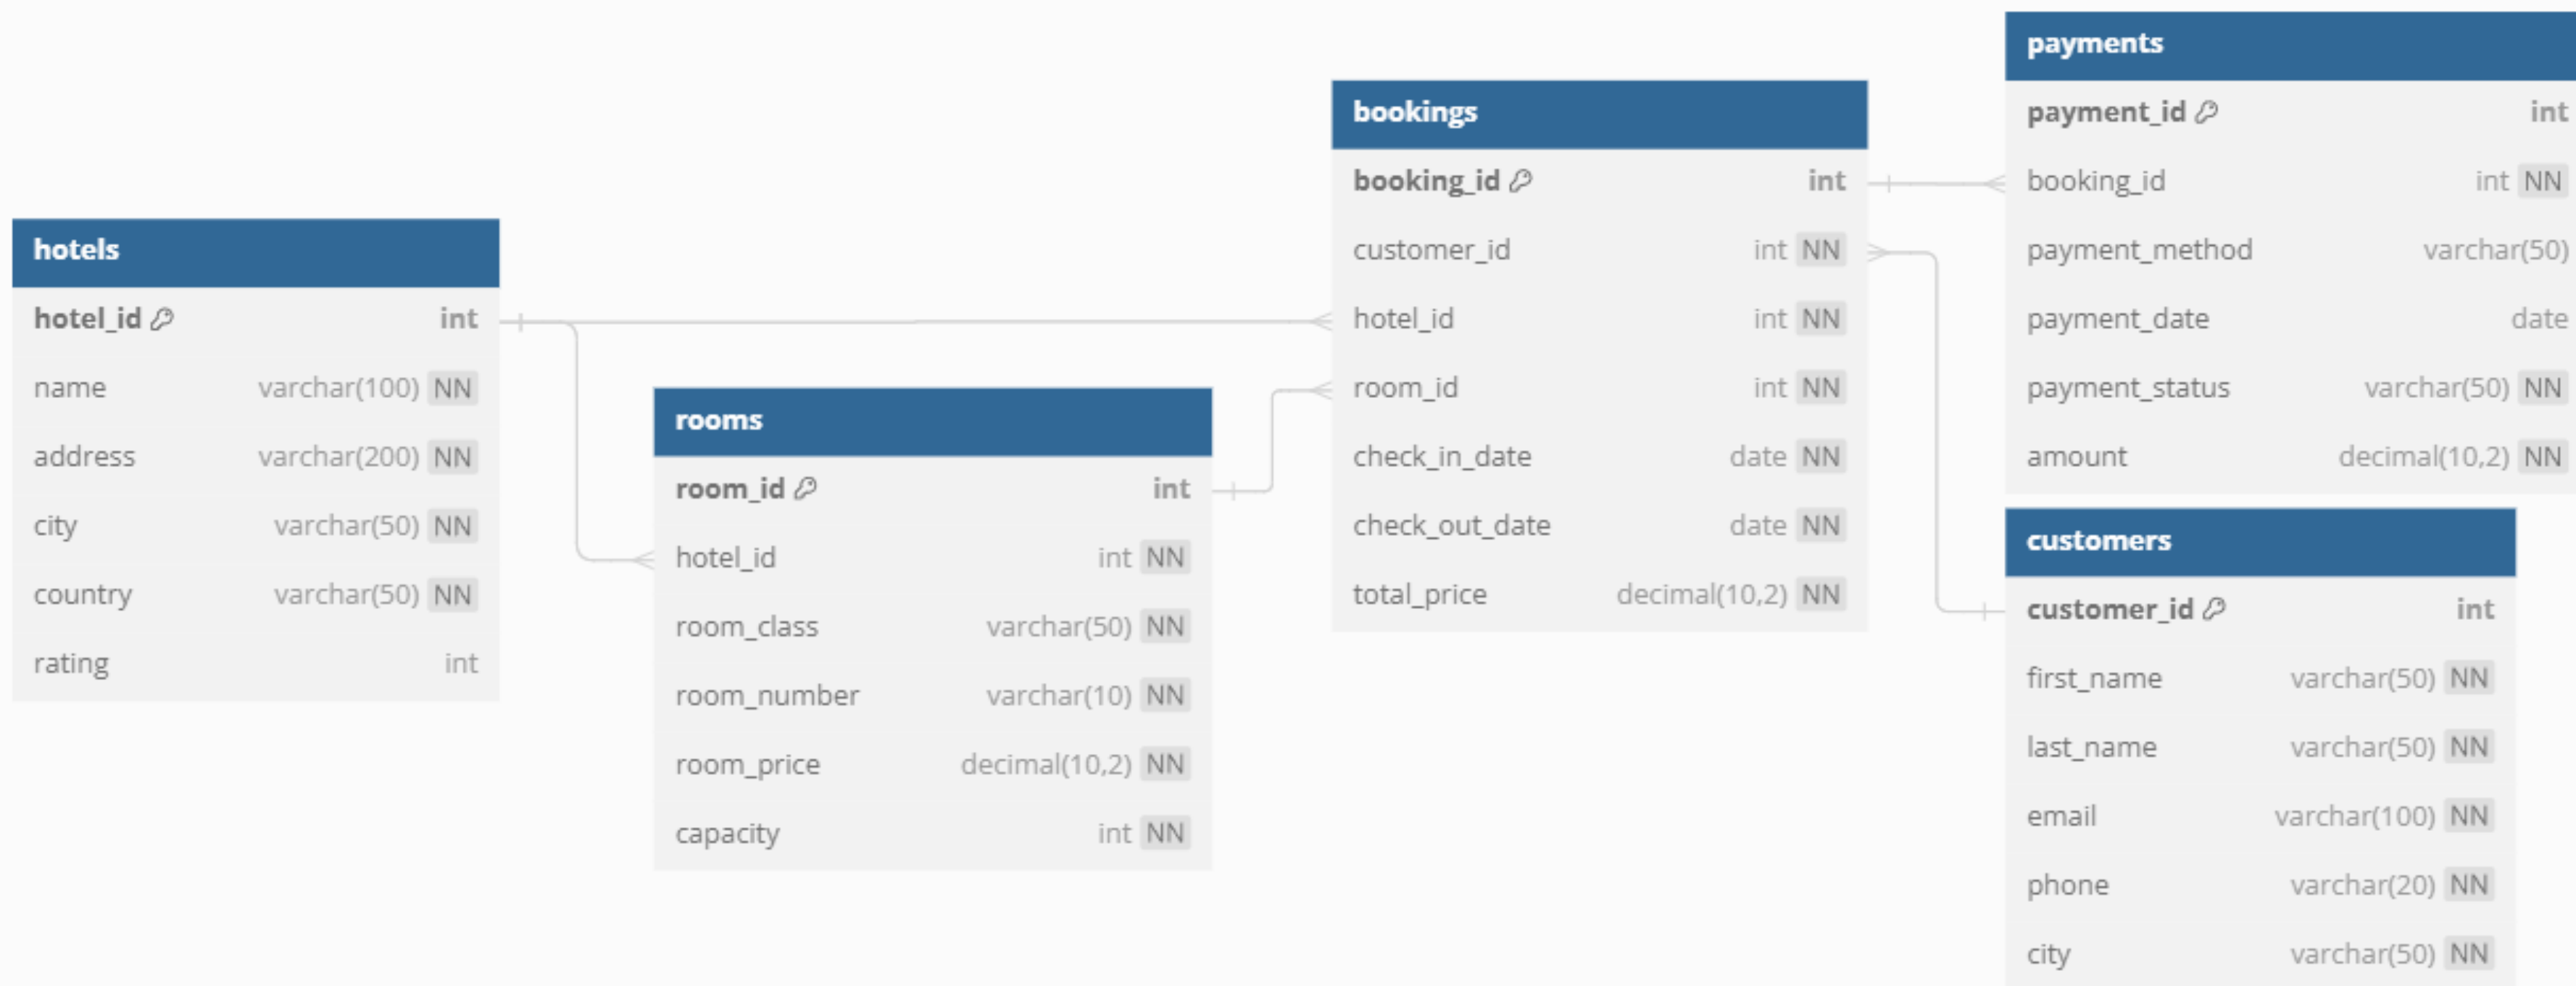 hotels
hotel_id int
name varchar(100) NN
address varchar(200) NN
city varchar(50) NN
country varchar(50) NN
rating int
rooms
room_id int
hotel_id int NN
room_class varchar(50) NN
room_number varchar(10) NN
room_price decimal(10,2) NN
capacity int NN
bookings
booking_id int
customer_id int NN
hotel_id int NN
room_id int NN
check_in_date date NN
check_out_date date NN
total_price decimal(10,2) NN
payments
payment_id int
booking_id int NN
payment_method varchar(50)
payment_date date
payment_status varchar(50) NN
amount decimal(10,2) NN
customers
customer_id int
first_name varchar(50) NN
last_name varchar(50) NN
email varchar(100) NN
phone varchar(20) NN
city varchar(50) NN